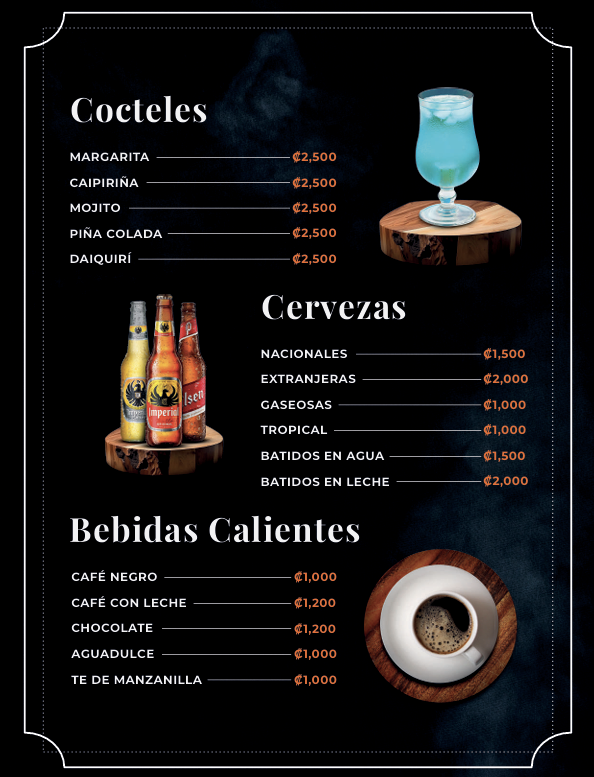 Cocteles
MARGARITA ₡2,500
CAIPIRIÑA ₡2,500
MOJITO ₡2,500
PIÑA COLADA ₡2,500
DAIQUIRÍ ₡2,500
Cervezas
NACIONALES ₡1,500
EXTRANJERAS ₡2,000
GASEOSAS ₡1,000
TROPICAL ₡1,000
BATIDOS EN AGUA ₡1,500
BATIDOS EN LECHE ₡2,000
Imperial
Bebidas Calientes
CAFÉ NEGRO ₡1,000
CAFÉ CON LECHE ₡1,200
CHOCOLATE ₡1,200
AGUADULCE ₡1,000
TE DE MANZANILLA ₡1,000